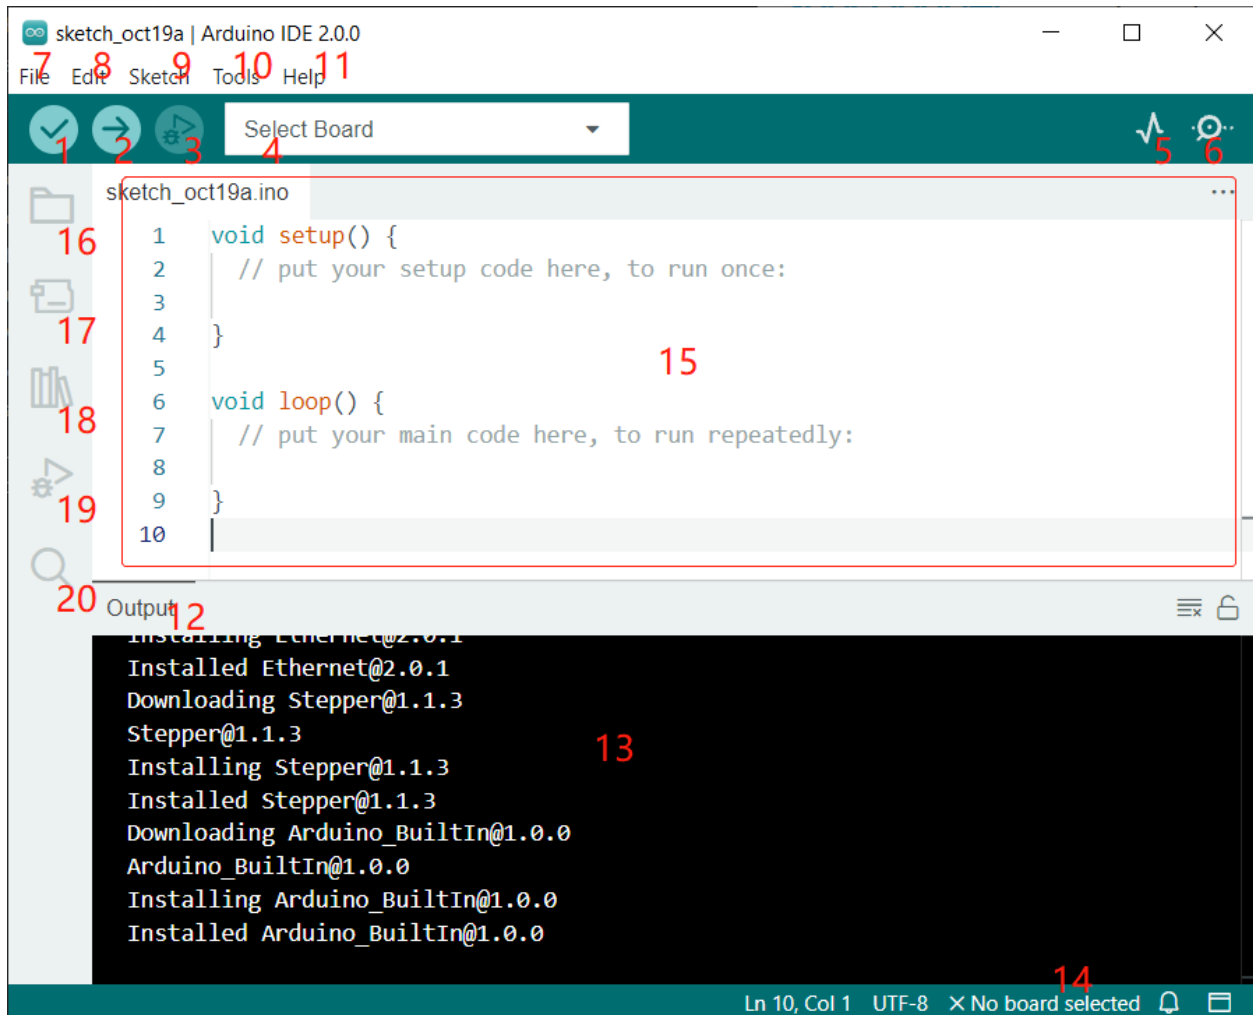 sketch_oct19a | Arduino IDE 2.0.0
File Edit Sketch Tools Help
7 8 9 10 11
Select Board
1 2 3 4 5 6
sketch_oct19a.ino
1 void setup() {
2 // put your setup code here, to run once:
3
4 }
5
6 void loop() {
7 // put your main code here, to run repeatedly:
8
9 }
10
15
16
17
18
19
20
Output
12
Installing Ethernet@2.0.1
Installed Ethernet@2.0.1
Downloading Stepper@1.1.3
Stepper@1.1.3
Installing Stepper@1.1.3
Installed Stepper@1.1.3
Downloading Arduino_BuiltIn@1.0.0
Arduino_BuiltIn@1.0.0
Installing Arduino_BuiltIn@1.0.0
Installed Arduino_BuiltIn@1.0.0
13
14
Ln 10, Col 1 UTF-8 No board selected